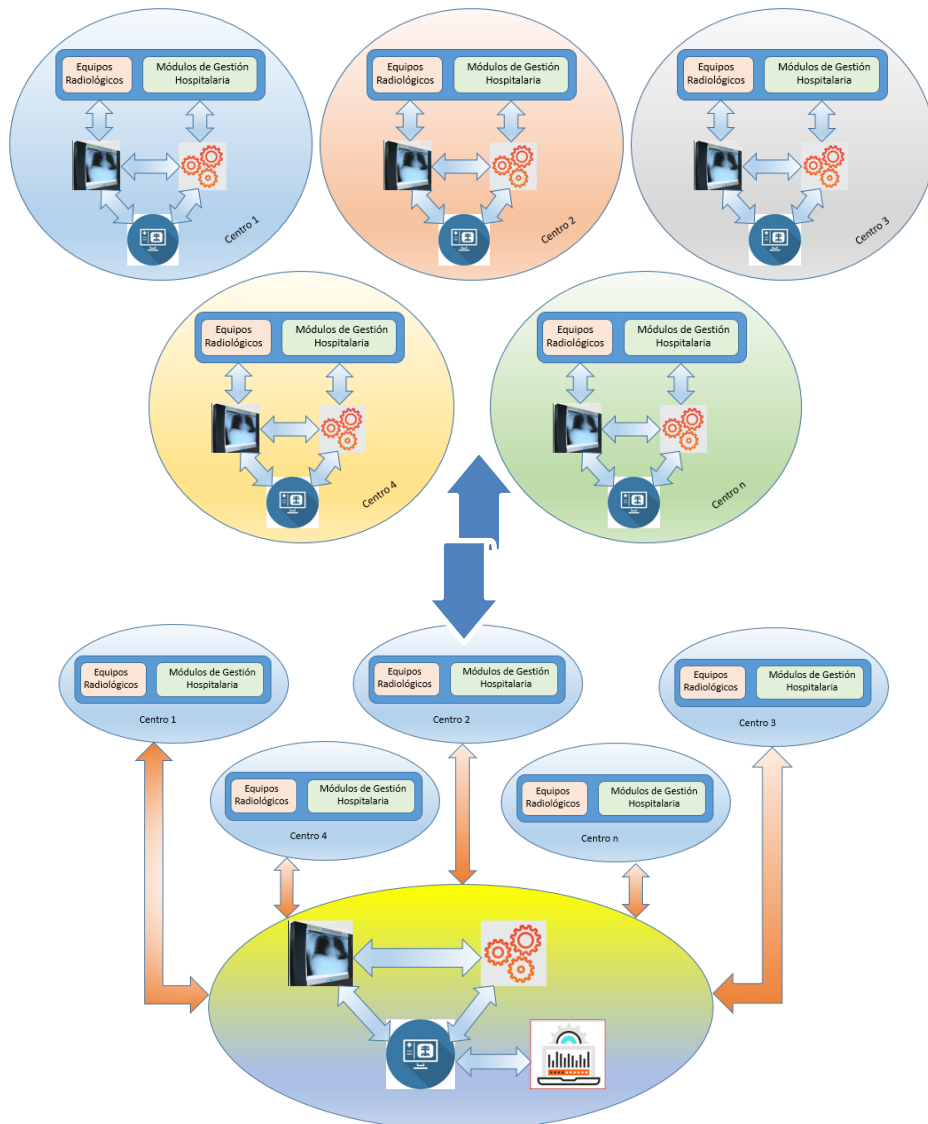 Equipos
Radiológicos
Módulos de Gestión
Hospitalaria
Centro 1
Equipos
Radiológicos
Módulos de Gestión
Hospitalaria
Centro 2
Equipos
Radiológicos
Módulos de Gestión
Hospitalaria
Centro 3
Equipos
Radiológicos
Módulos de Gestión
Hospitalaria
Centro 4
Equipos
Radiológicos
Módulos de Gestión
Hospitalaria
Centro n
Equipos
Radiológicos
Módulos de Gestión
Hospitalaria
Centro 1
Equipos
Radiológicos
Módulos de Gestión
Hospitalaria
Centro 2
Equipos
Radiológicos
Módulos de Gestión
Hospitalaria
Centro 3
Equipos
Radiológicos
Módulos de Gestión
Hospitalaria
Centro 4
Equipos
Radiológicos
Módulos de Gestión
Hospitalaria
Centro n